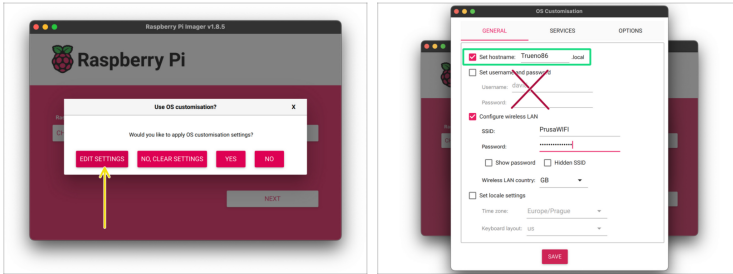 Raspberry Pi Imager v1.8.5
Raspberry Pi
Use OS customisation?
X
Would you like to apply OS customisation settings?
EDIT SETTINGS
NO, CLEAR SETTINGS
YES
NO
NEXT
OS Customisation
GENERAL
SERVICES
OPTIONS
Set hostname: Trueno86 .local
Set username and password
Username:
Password:
Configure wireless LAN
SSID: PrusaWIFI
Password: •••••••••••••••
Show password
Hidden SSID
Wireless LAN country: GB
Set locale settings
Time zone: Europe/Prague
Keyboard layout: us
SAVE